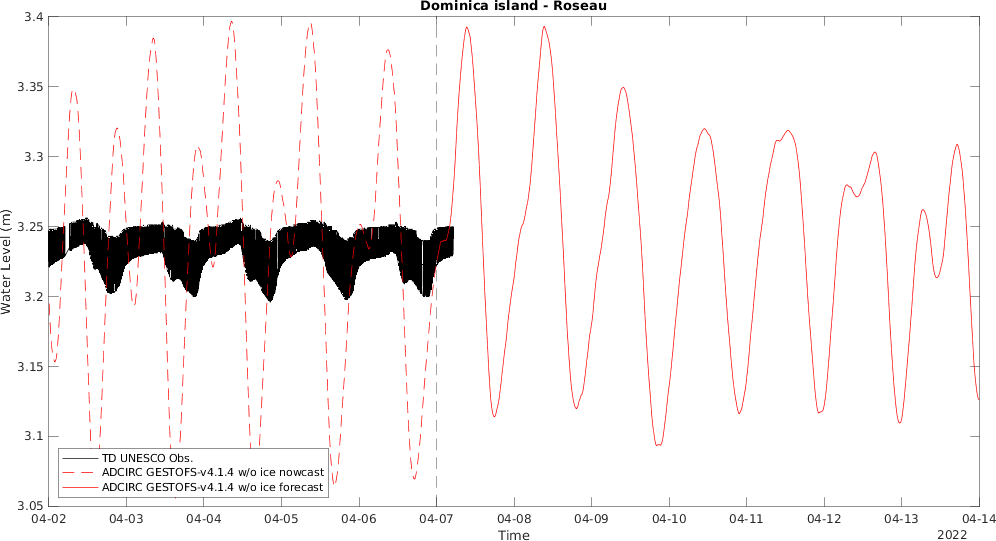 Dominica island - Roseau
3.4
3.35
3.3
3.25
3.2
3.15
3.1
3.05
Water Level (m)
TD UNESCO Obs.
ADCIRC GESTOFS-v4.1.4 w/o ice nowcast
ADCIRC GESTOFS-v4.1.4 w/o ice forecast
04-02 04-03 04-04 04-05 04-06 04-07 04-08 04-09 04-10 04-11 04-12 04-13 04-14
Time
2022